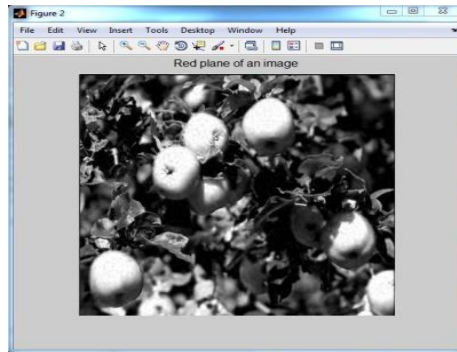 Figure 2
File Edit View Insert Tools Desktop Window Help
Red plane of an image